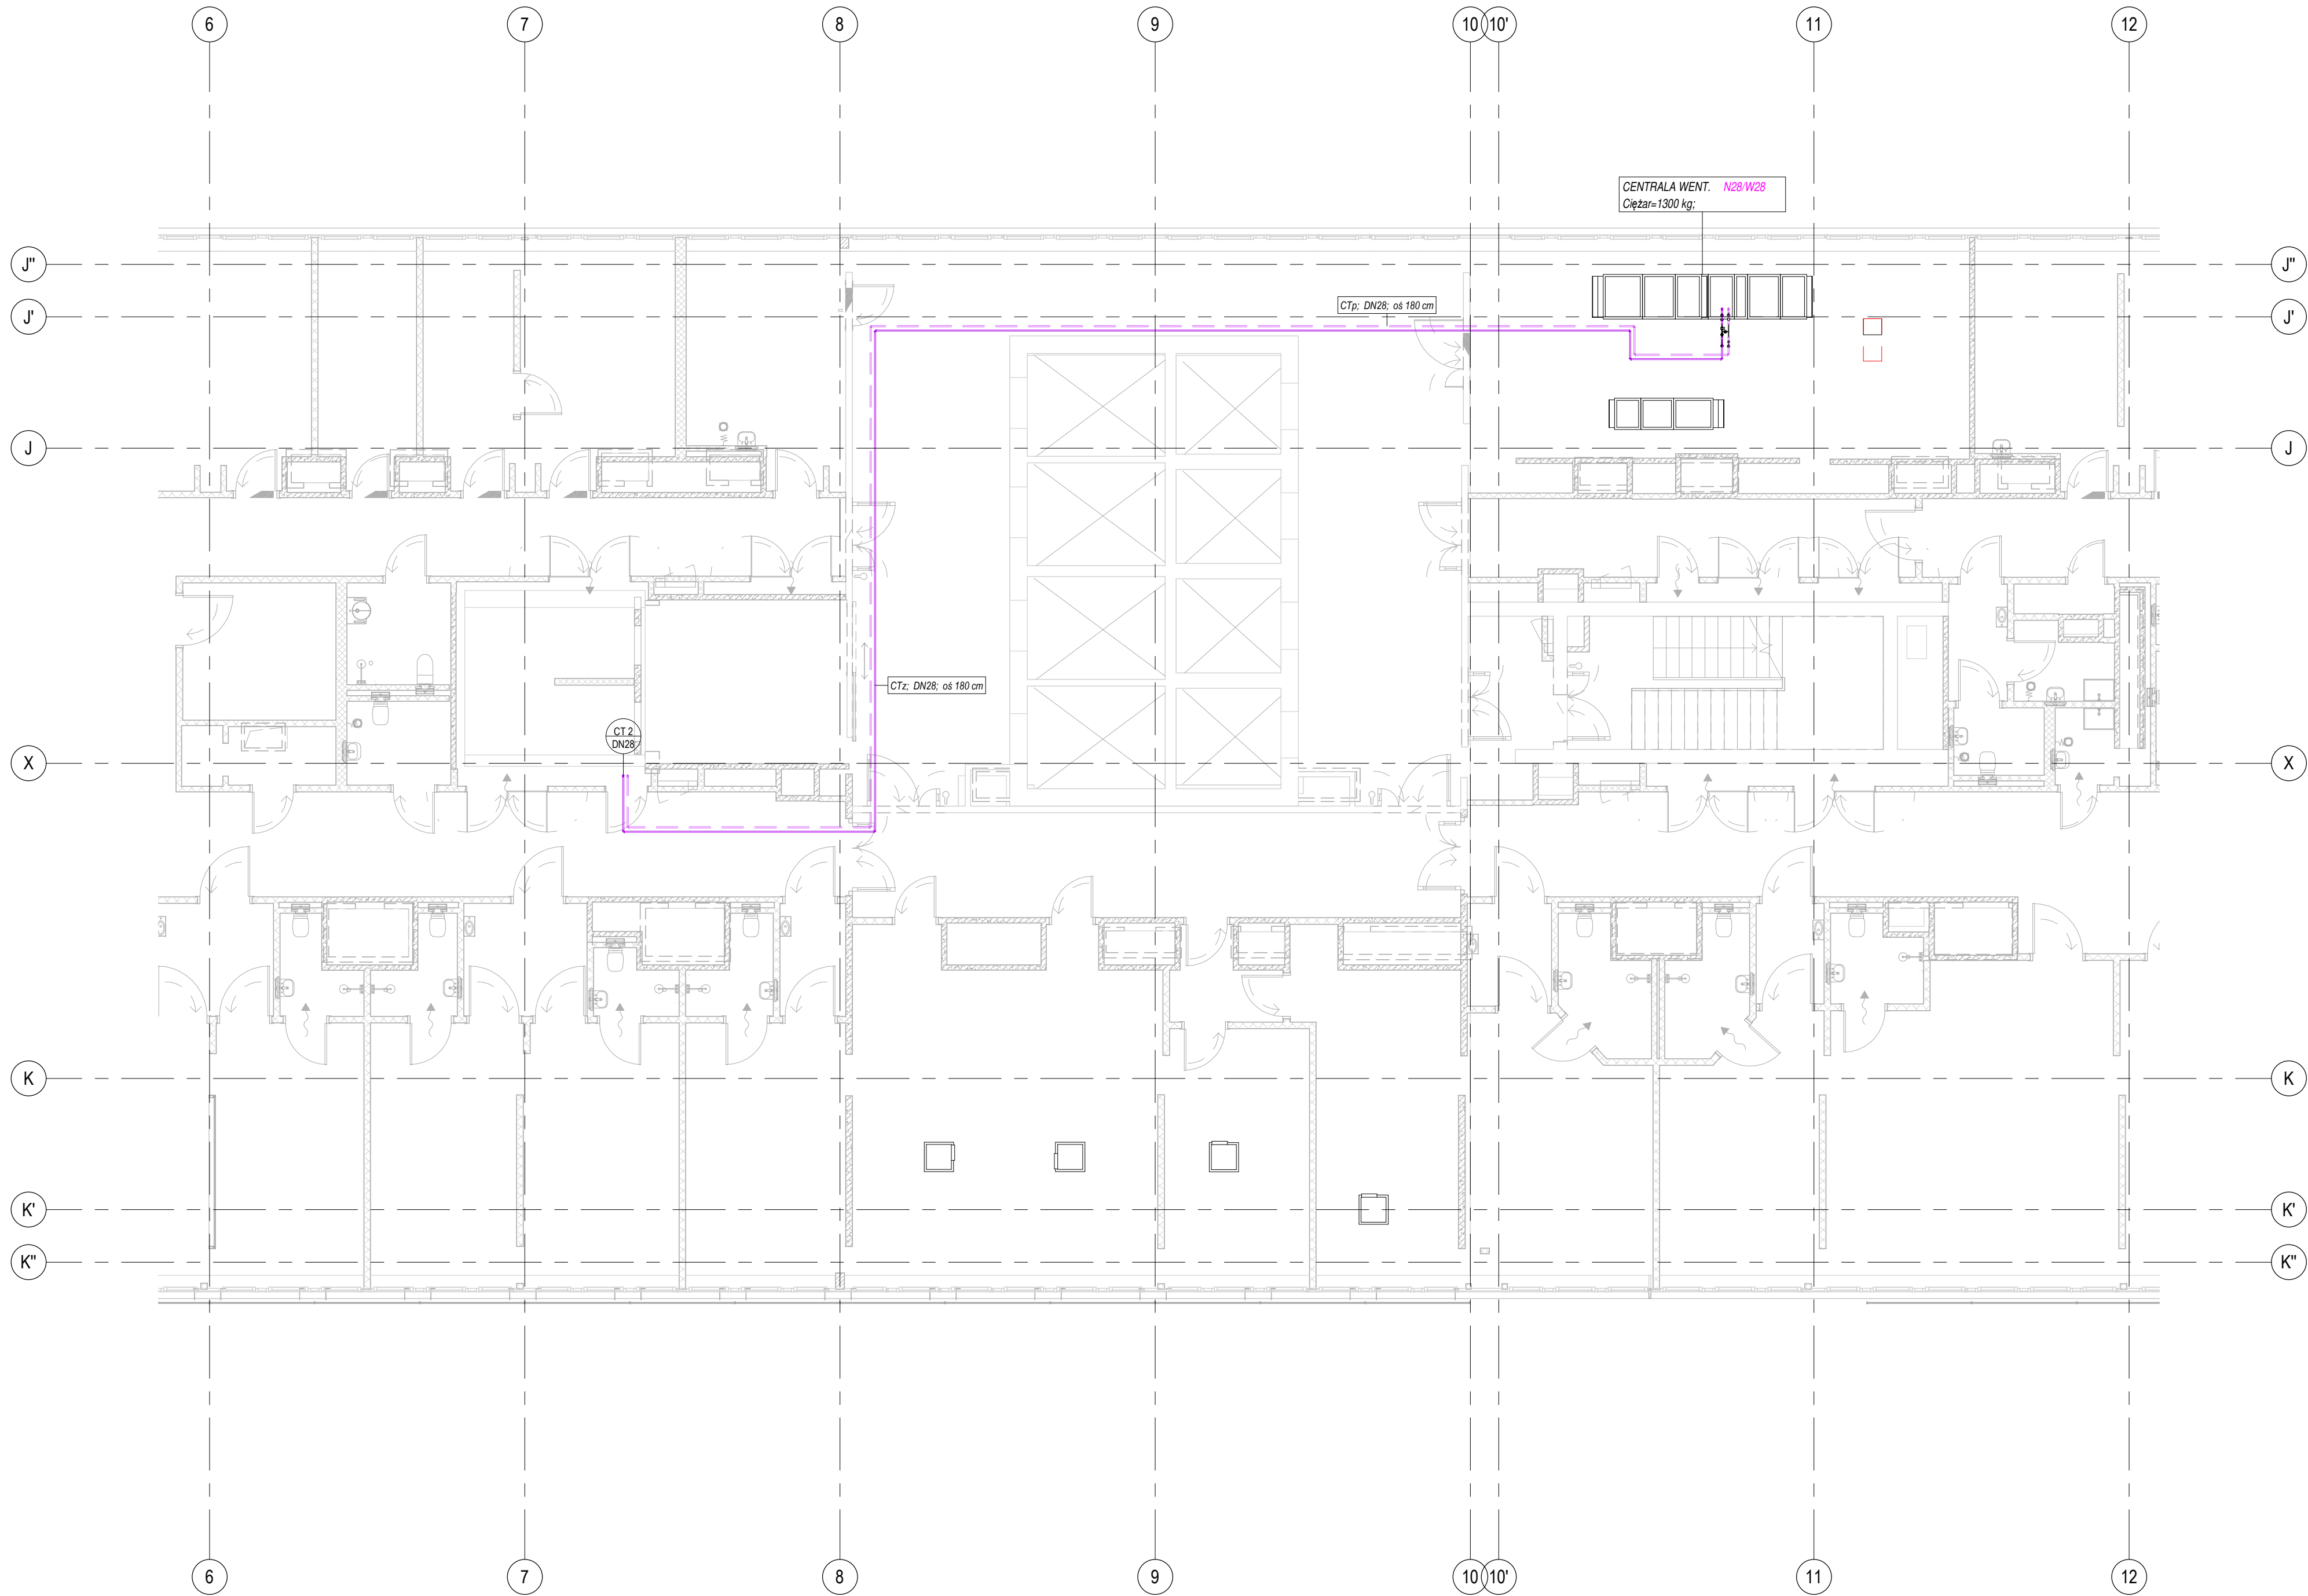 6 7 8 9 10 10' 11 12
CENTRALA WENT. N28/W28
Ciężar=1300 kg;
J" J"
CTp; DN28; oś 180 cm
J' J'
J J
CTz; DN28; oś 180 cm
CT 2
DN28
X X
K K
K' K'
K" K"
6 7 8 9 10 10' 11 12